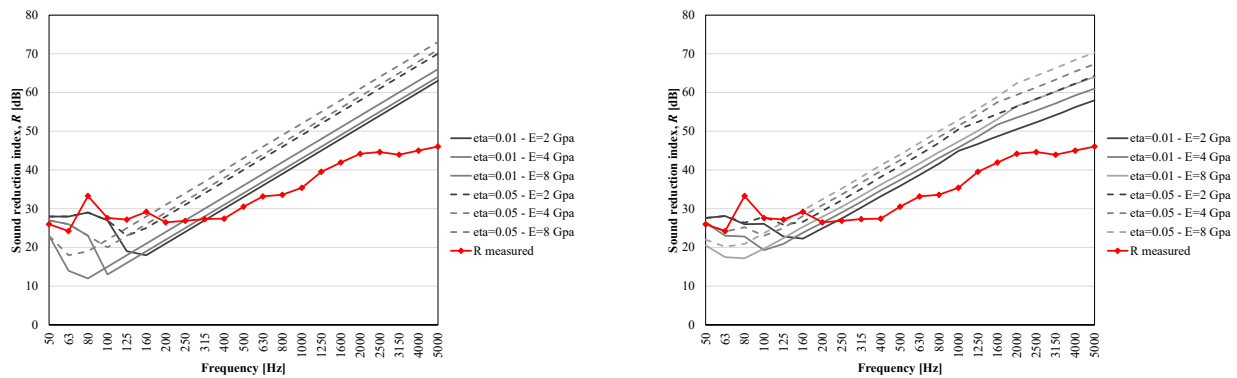 Sound reduction index, R [dB]
80
70
60
50
40
30
20
10
0
50 63 80 100 125 160 200 250 315 400 500 630 800 1000 1250 1600 2000 2500 3150 4000 5000
Frequency [Hz]
eta=0.01 - E=2 Gpa
eta=0.01 - E=4 Gpa
eta=0.01 - E=8 Gpa
eta=0.05 - E=2 Gpa
eta=0.05 - E=4 Gpa
eta=0.05 - E=8 Gpa
R measured
Sound reduction index, R [dB]
80
70
60
50
40
30
20
10
0
50 63 80 100 125 160 200 250 315 400 500 630 800 1000 1250 1600 2000 2500 3150 4000 5000
Frequency [Hz]
eta=0.01 - E=2 Gpa
eta=0.01 - E=4 Gpa
eta=0.01 - E=8 Gpa
eta=0.05 - E=2 Gpa
eta=0.05 - E=4 Gpa
eta=0.05 - E=8 Gpa
R measured